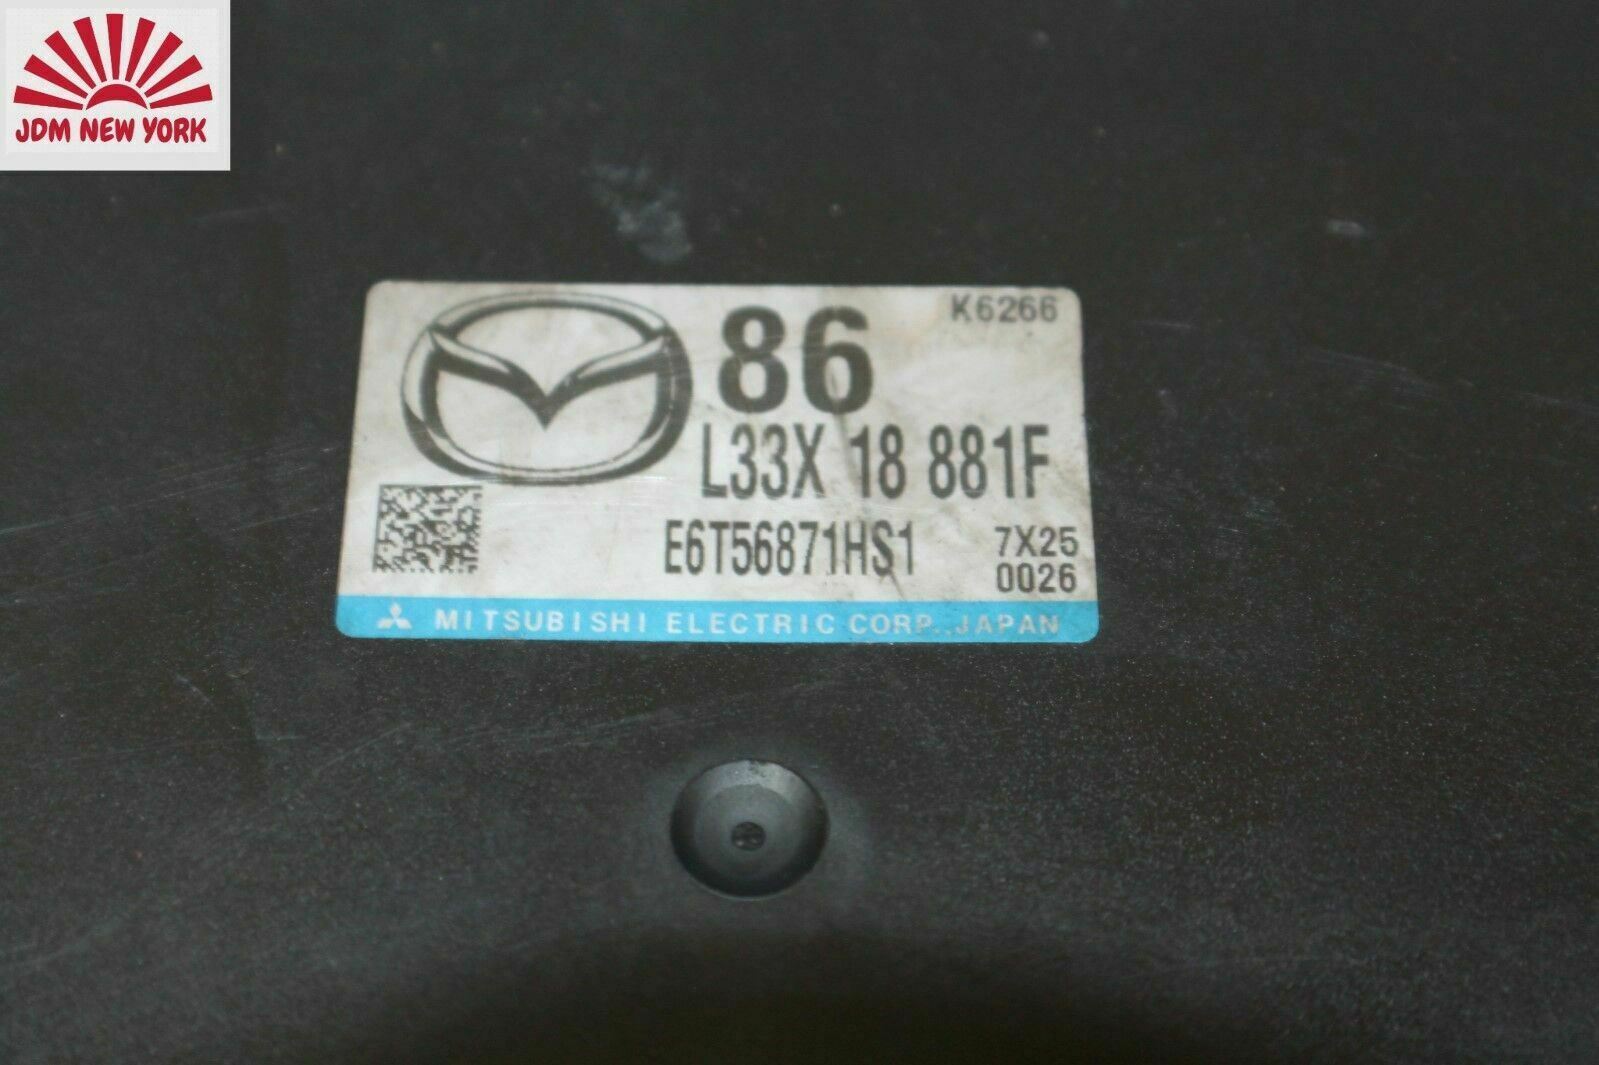 JDM NEW YORK
86
K6266
L33X 18 881F
E6T56871HS1
7X25
0026
MITSUBISHI ELECTRIC CORP., JAPAN